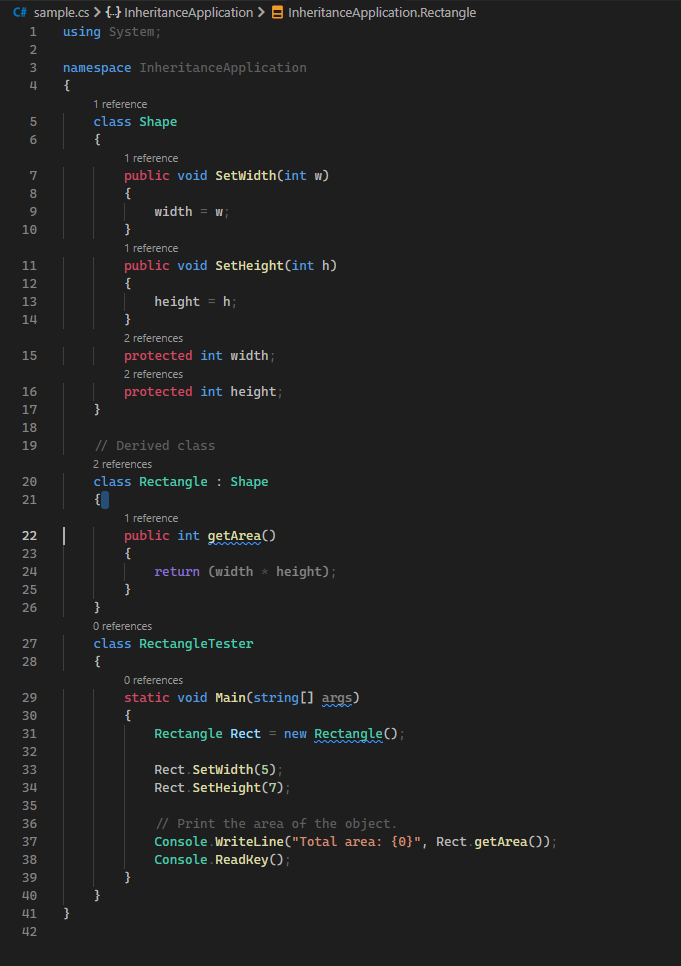 C# sample.cs > {} InheritanceApplication > InheritanceApplication.Rectangle
1 using System;
2
3 namespace InheritanceApplication
4 {
1 reference
5 class Shape
6 {
1 reference
7 public void SetWidth(int w)
8 {
9 width = w;
10 }
1 reference
11 public void SetHeight(int h)
12 {
13 height = h;
14 }
2 references
15 protected int width;
2 references
16 protected int height;
17 }
18
19 // Derived class
2 references
20 class Rectangle : Shape
21 {
1 reference
22 public int getArea()
23 {
24 return (width * height);
25 }
26 }
0 references
27 class RectangleTester
28 {
0 references
29 static void Main(string[] args)
30 {
31 Rectangle Rect = new Rectangle();
32
33 Rect.SetWidth(5);
34 Rect.SetHeight(7);
35
36 // Print the area of the object.
37 Console.WriteLine("Total area: {0}", Rect.getArea());
38 Console.ReadKey();
39 }
40 }
41 }
42